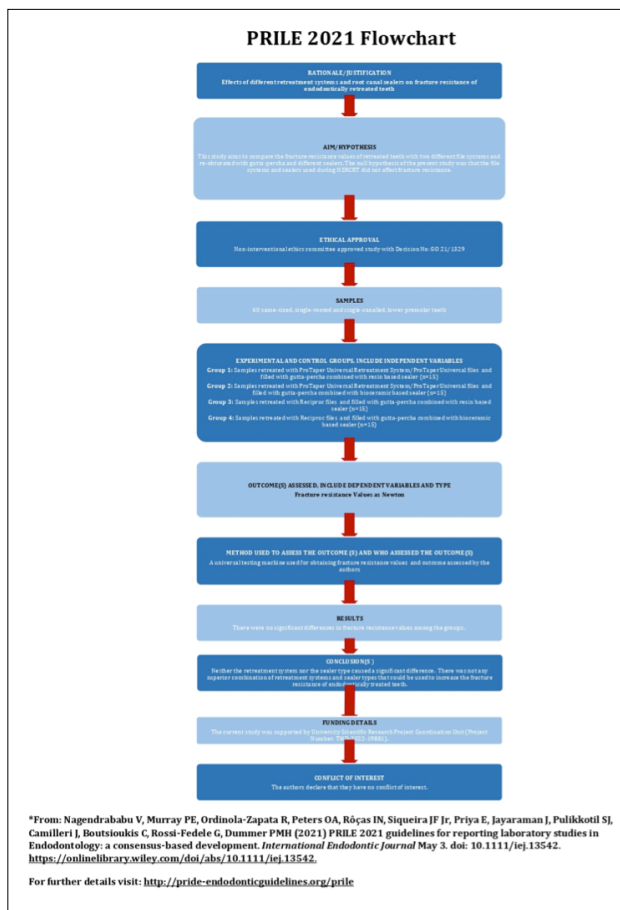 PRILE 2021 Flowchart
RATIONALE/JUSTIFICATION
Effects of different retreatment systems and root canal sealers on fracture resistance of
endodontically retreated teeth
AIM/HYPOTHESIS
This study aims to compare the fracture resistance values of retreated teeth with two different file systems and
re-obturated with gutta-percha and different sealers. The null hypothesis of the present study was that the file
systems and sealers used during NSRCRT did not affect fracture resistance.
ETHICAL APPROVAL
Non-interventional ethics committee approved study with Decision No: GO 21/1329
SAMPLES
60 same-sized, single-rooted and single-canalled, lower premolar teeth
EXPERIMENTAL AND CONTROL GROUPS, INCLUDE INDEPENDENT VARIABLES
Group 1: Samples retreated with ProTaper Universal Retreatment System/ProTaper Universal files and
filled with gutta-percha combined with resin based sealer (n=15)
Group 2: Samples retreated with ProTaper Universal Retreatment System/ProTaper Universal files and
filled with gutta-percha combined with bioceramic based sealer (n=15)
Group 3: Samples retreated with Reciproc files and filled with gutta-percha combined with resin based
sealer (n=15)
Group 4: Samples retreated with Reciproc files and filled with gutta-percha combined with bioceramic
based sealer (n=15)
OUTCOME(S) ASSESSED, INCLUDE DEPENDENT VARIABLES AND TYPE
Fracture resistance Values as Newton
METHOD USED TO ASSESS THE OUTCOME(S) AND WHO ASSESSED THE OUTCOME(S)
A universal testing machine used for obtaining fracture resistance values and outcome assessed by the
authors
RESULTS
There were no significant differences in fracture resistance values among the groups.
CONCLUSION(S)
Neither the retreatment system nor the sealer type caused a significant difference. There was not any
superior combination of retreatment systems and sealer types that could be used to increase the fracture
resistance of endodontically treated teeth.
FUNDING DETAILS
The current study was supported by University Scientific Research Project Coordination Unit (Project
Number:
CONFLICT OF INTEREST
The authors declare that they have no conflict of interest.
*From: Nagendrababu V, Murray PE, Ordinola-Zapata R, Peters OA, Rôças IN, Siqueira JF Jr, Priya E, Jayaraman J, Pulikkotil SJ,
Camilleri J, Boutsioukis C, Rossi-Fedele G, Dummer PMH (2021) PRILE 2021 guidelines for reporting laboratory studies in
Endodontology: a consensus-based development. International Endodontic Journal May 3. doi: 10.1111/iej.13542.
https://onlinelibrary.wiley.com/doi/abs/10.1111/iej.13542.
For further details visit: http://pride-endodonticguidelines.org/prile